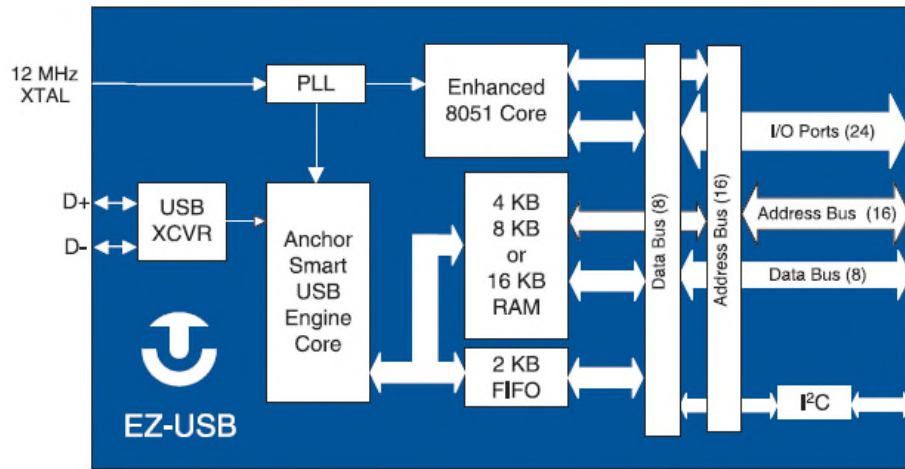 12 MHz
XTAL
PLL
Enhanced
8051 Core
I/O Ports (24)
D+
D-
USB
XCVR
Anchor
Smart
USB
Engine
Core
4 KB
8 KB
or
16 KB
RAM
Data Bus (8)
Address Bus (16)
Address Bus (16)
Data Bus (8)
2 KB
FIFO
I²C
EZ-USB